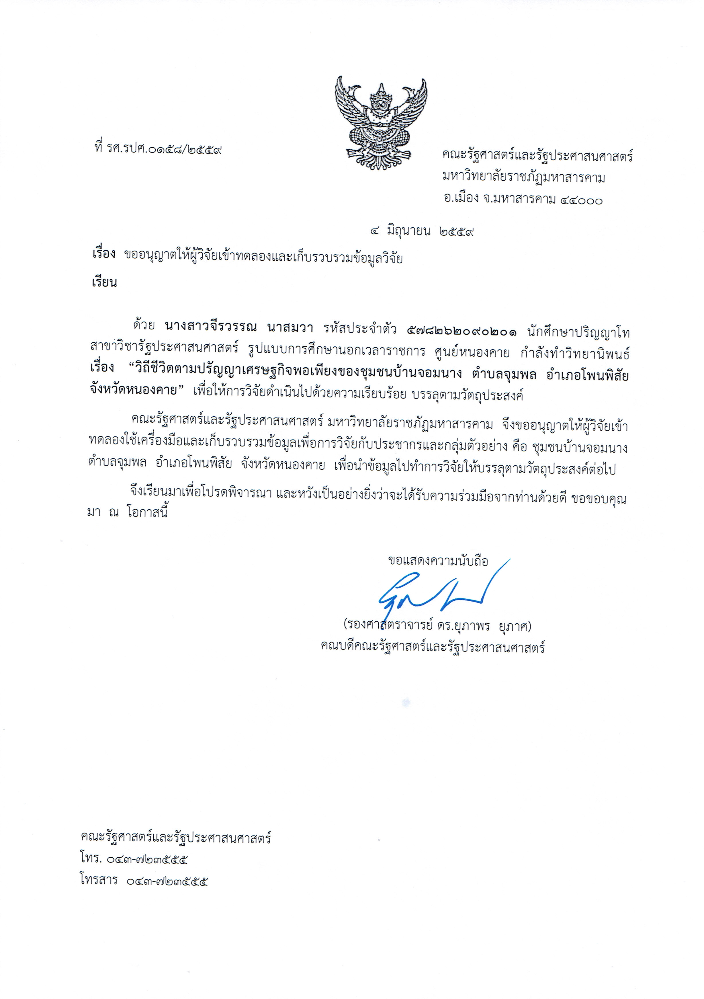 ที่ รศ.รปศ.๐๑๕๘/๒๕๕๙
คณะรัฐศาสตร์และรัฐประศาสนศาสตร์
มหาวิทยาลัยราชภัฏมหาสารคาม
อ.เมือง จ.มหาสารคาม ๔๔๐๐๐
๔ มิถุนายน ๒๕๕๙
เรื่อง ขออนุญาตให้ผู้วิจัยเข้าทดลองและเก็บรวบรวมข้อมูลวิจัย
เรียน
ด้วย นางสาวจีรวรรณ นาสมวา รหัสประจำตัว ๕๗๘๒๖๒๐๙๐๒๐๑ นักศึกษาปริญญาโท
สาขาวิชารัฐประศาสนศาสตร์ รูปแบบการศึกษานอกเวลาราชการ ศูนย์หนองคาย กำลังทำวิทยานิพนธ์
เรื่อง “วิถีชีวิตตามปรัญญาเศรษฐกิจพอเพียงของชุมชนบ้านจอมนาง ตำบลจุมพล อำเภอโพนพิสัย
จังหวัดหนองคาย” เพื่อให้การวิจัยดำเนินไปด้วยความเรียบร้อย บรรลุตามวัตถุประสงค์
คณะรัฐศาสตร์และรัฐประศาสนศาสตร์ มหาวิทยาลัยราชภัฏมหาสารคาม จึงขออนุญาตให้ผู้วิจัยเข้า
ทดลองใช้เครื่องมือและเก็บรวบรวมข้อมูลเพื่อการวิจัยกับประชากรและกลุ่มตัวอย่าง คือ ชุมชนบ้านจอมนาง
ตำบลจุมพล อำเภอโพนพิสัย จังหวัดหนองคาย เพื่อนำข้อมูลไปทำการวิจัยให้บรรลุตามวัตถุประสงค์ต่อไป
จึงเรียนมาเพื่อโปรดพิจารณา และหวังเป็นอย่างยิ่งว่าจะได้รับความร่วมมือจากท่านด้วยดี ขอขอบคุณ
มา ณ โอกาสนี้
ขอแสดงความนับถือ
(รองศาสตราจารย์ ดร.ยุภาพร ยุภาศ)
คณบดีคณะรัฐศาสตร์และรัฐประศาสนศาสตร์
คณะรัฐศาสตร์และรัฐประศาสนศาสตร์
โทร. ๐๔๓-๗๒๓๕๕๕
โทรสาร ๐๔๓-๗๒๓๕๕๕